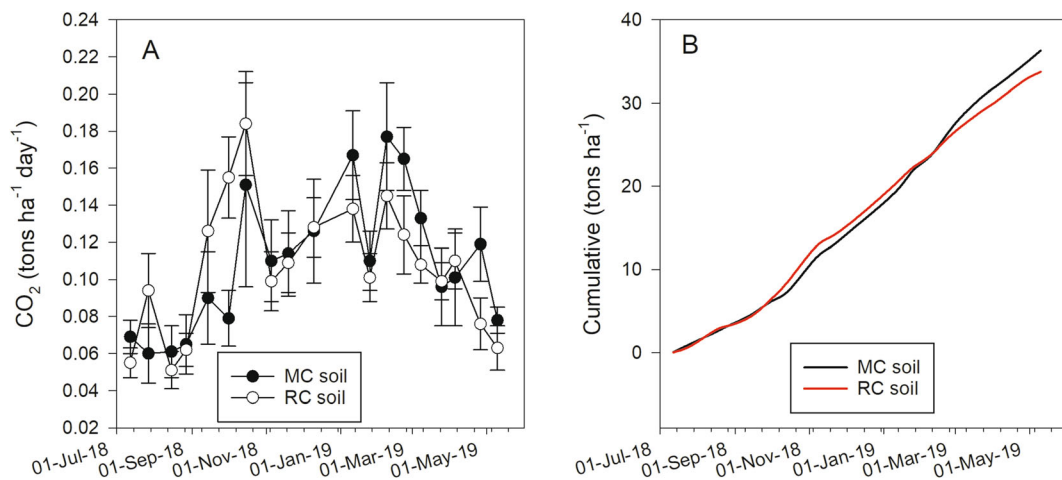 A
CO2 (tons ha-1 day-1)
0.24
0.22
0.20
0.18
0.16
0.14
0.12
0.10
0.08
0.06
0.04
0.02
MC soil
RC soil
01-Jul-18
01-Sep-18
01-Nov-18
01-Jan-19
01-Mar-19
01-May-19
B
Cumulative (tons ha-1)
40
30
20
10
0
MC soil
RC soil
01-Jul-18
01-Sep-18
01-Nov-18
01-Jan-19
01-Mar-19
01-May-19